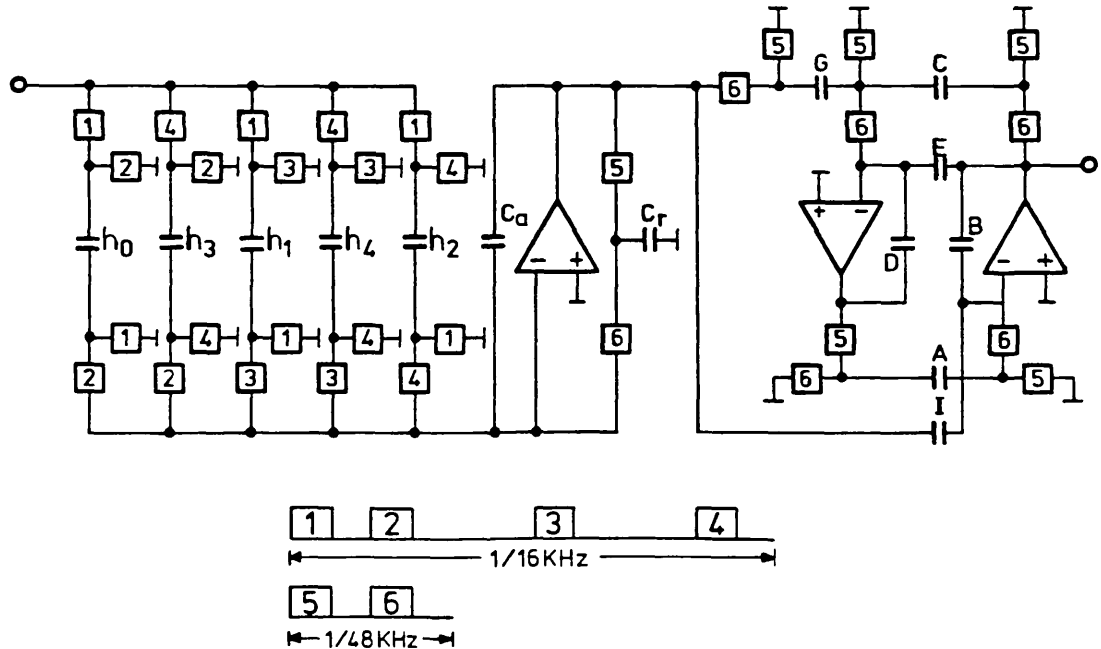 5 5 5
G C
6
1 4 1 4 1 6 6
2 2 3 3 4 5 E
+ −
h0 h3 h1 h4 h2 Ca − + Cr D B − +
1 4 1 4 1 6 5 6
2 2 3 3 4 6 A 5
I
1 2 3 4
1/16KHz
5 6
1/48KHz